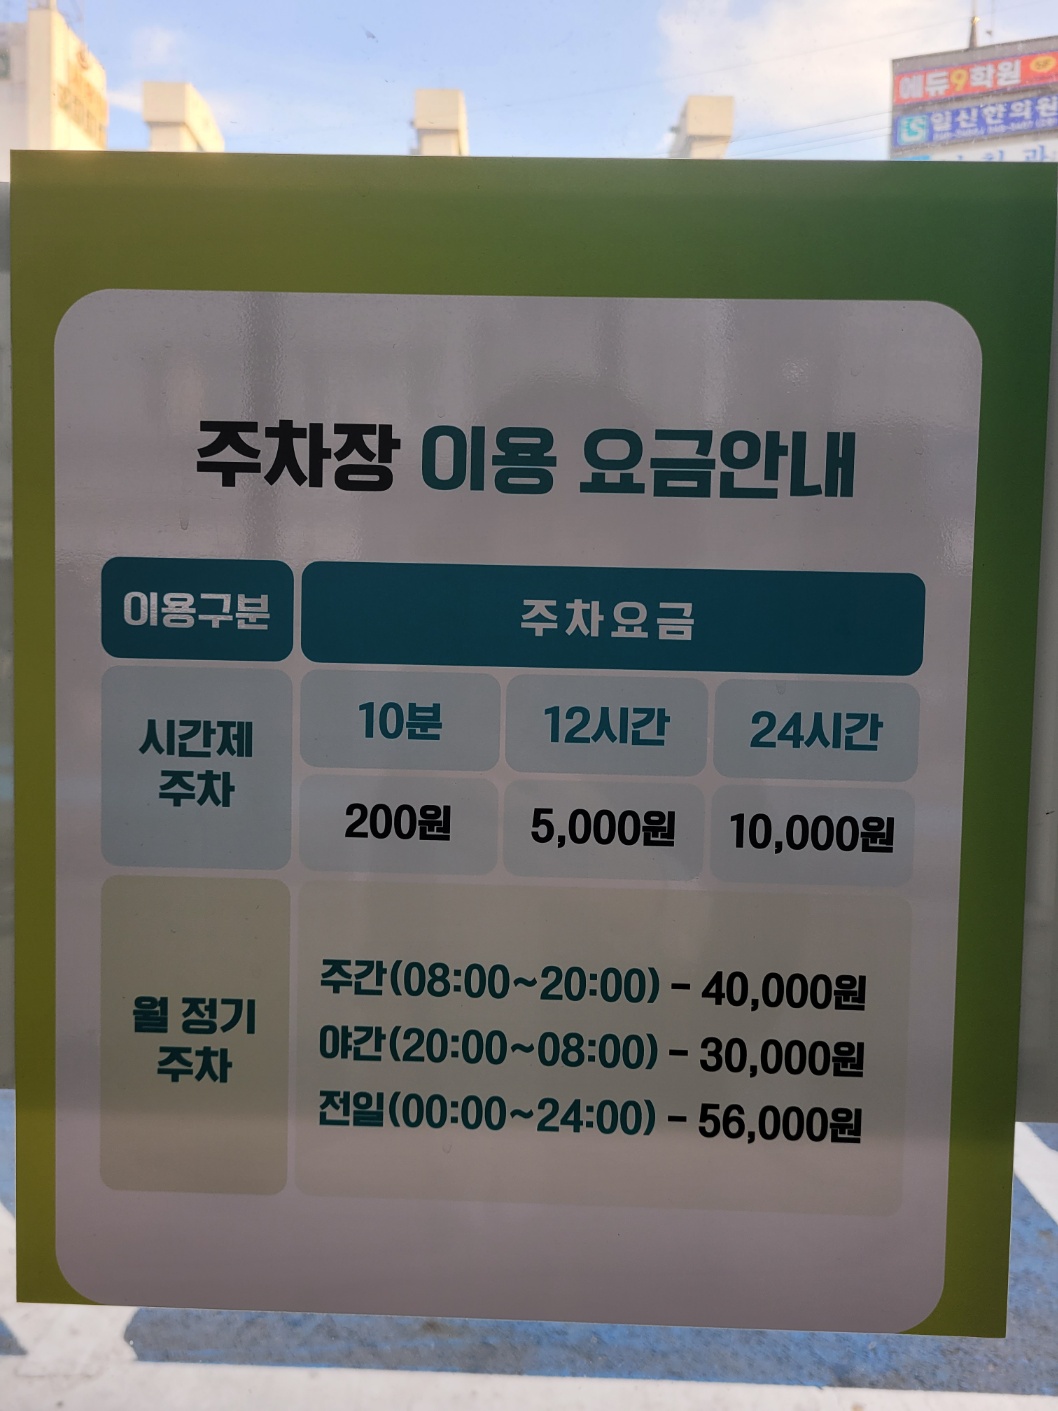 에듀9학원
일신한의원
주차장 이용 요금안내
이용구분
주차요금
시간제
주차
10분
12시간
24시간
200원
5,000원
10,000원
월 정기
주차
주간(08:00~20:00) - 40,000원
야간(20:00~08:00) - 30,000원
전일(00:00~24:00) - 56,000원